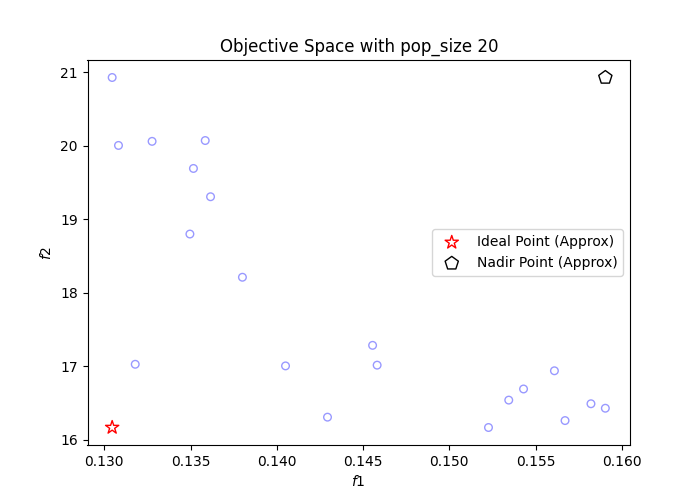 Objective Space with pop_size 20
21
20
19
18
17
16
f2
Ideal Point (Approx)
Nadir Point (Approx)
0.130 0.135 0.140 0.145 0.150 0.155 0.160
f1